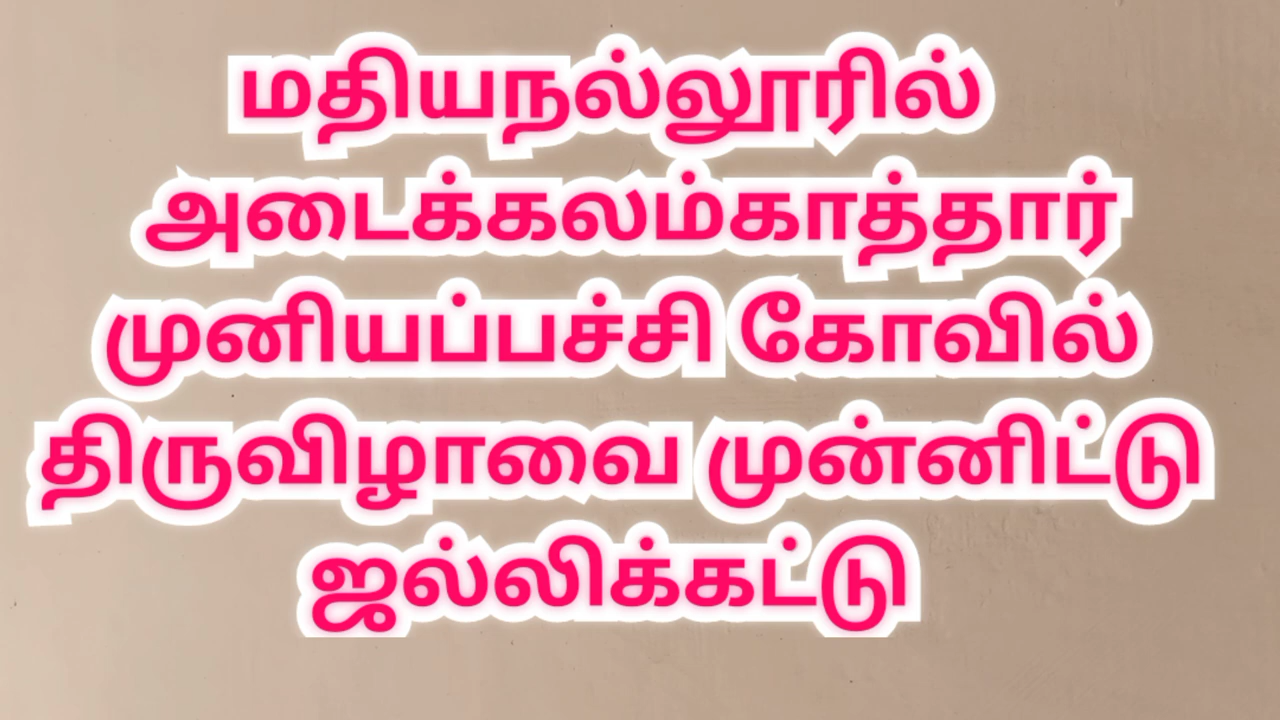 மதியநல்லூரில்
அடைக்கலம்காத்தார்
முனியப்பச்சி கோவில்
திருவிழாவை முன்னிட்டு
ஜல்லிக்கட்டு